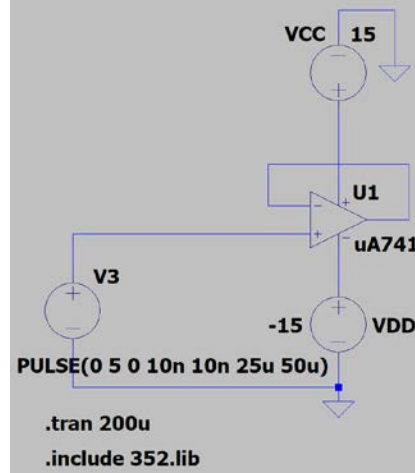 VCC 15
U1
uA741
V3
-15 VDD
PULSE(0 5 0 10n 10n 25u 50u)
.tran 200u
.include 352.lib